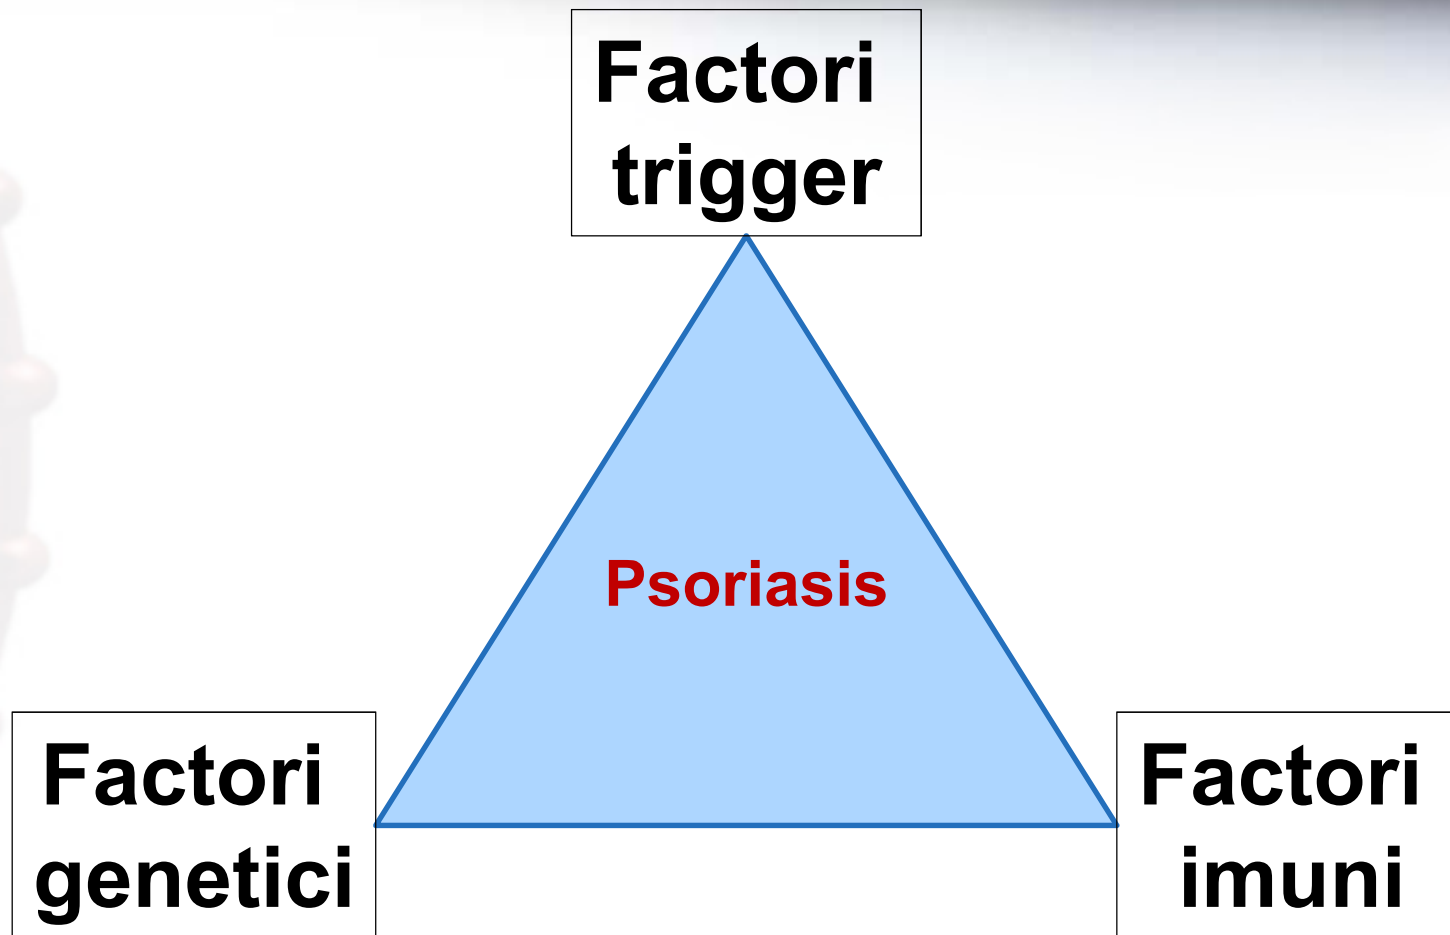 Factori
trigger
Psoriasis
Factori
genetici
Factori
imuni